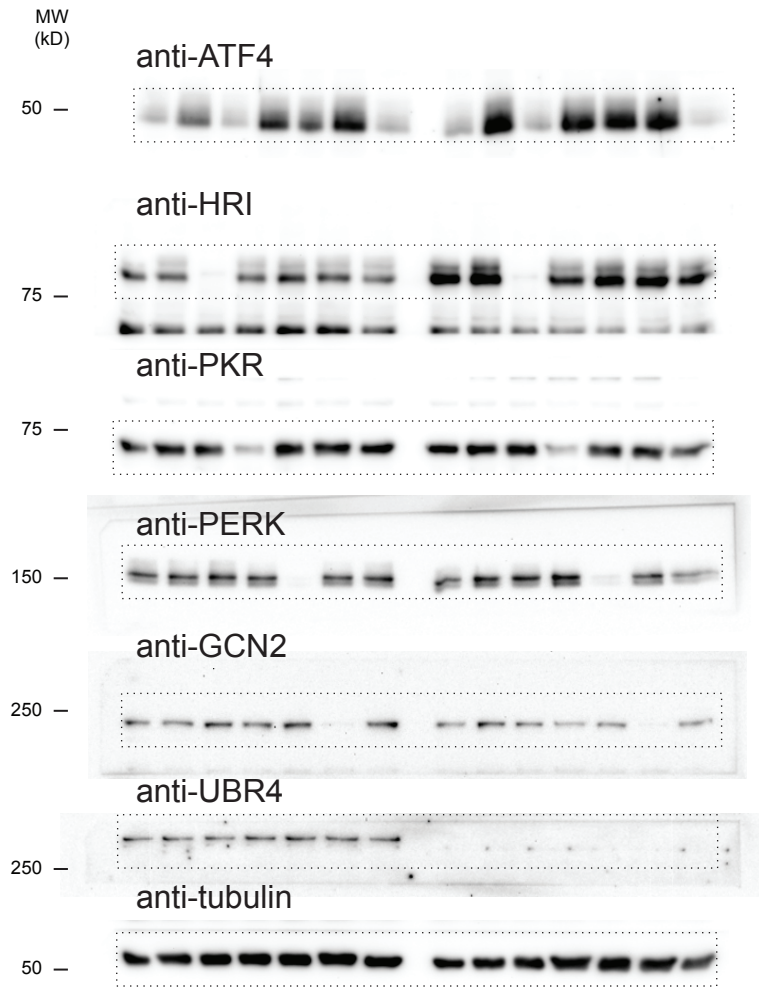 MW
(kD)
anti-ATF4
50
anti-HRI
75
anti-PKR
75
anti-PERK
150
anti-GCN2
250
anti-UBR4
250
anti-tubulin
50